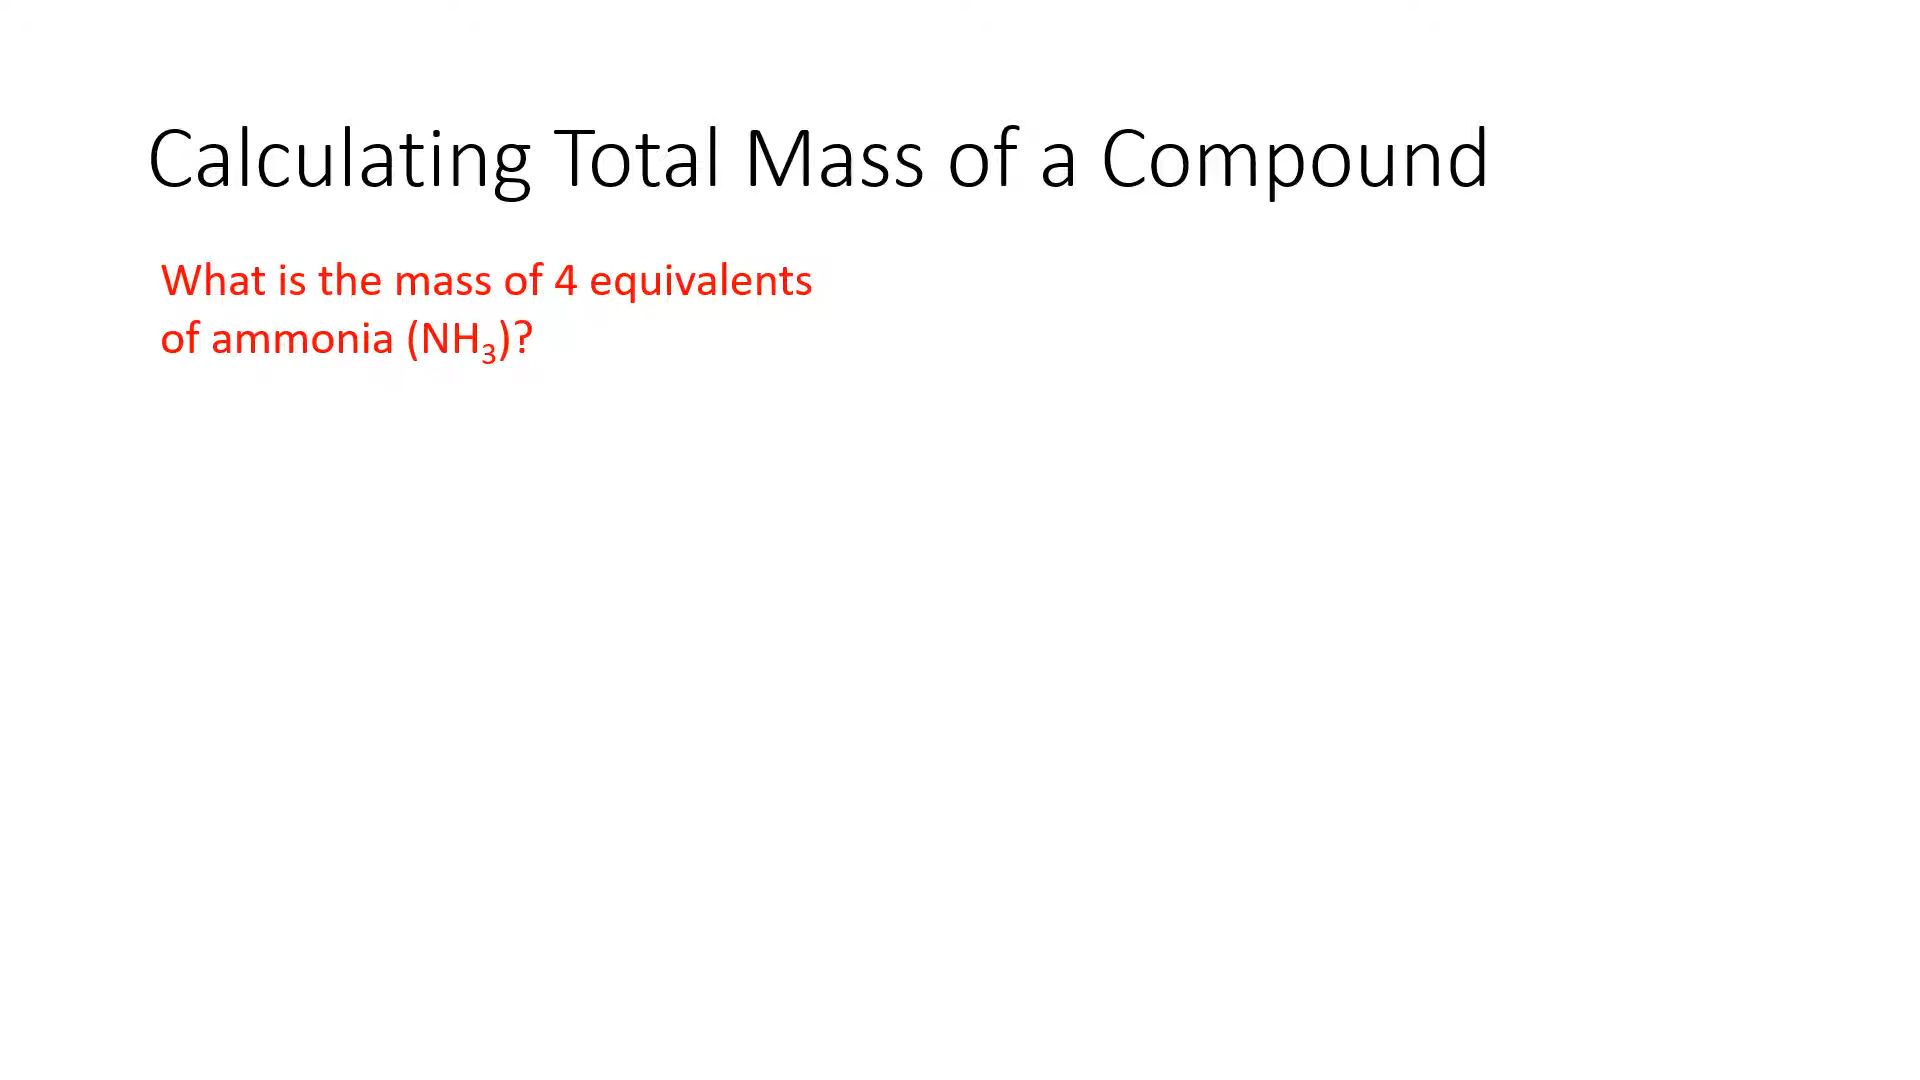 Calculating Total Mass of a Compound
What is the mass of 4 equivalents
of ammonia (NH₃)?